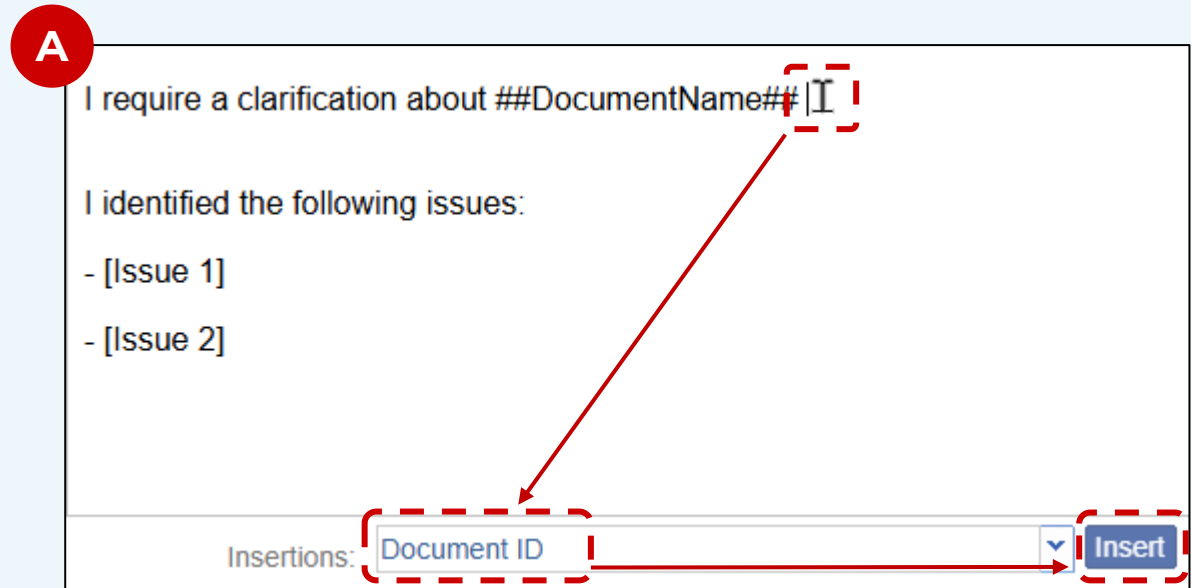 A
I require a clarification about ##DocumentName##
I identified the following issues:
- [Issue 1]
- [Issue 2]
Insertions: Document ID Insert